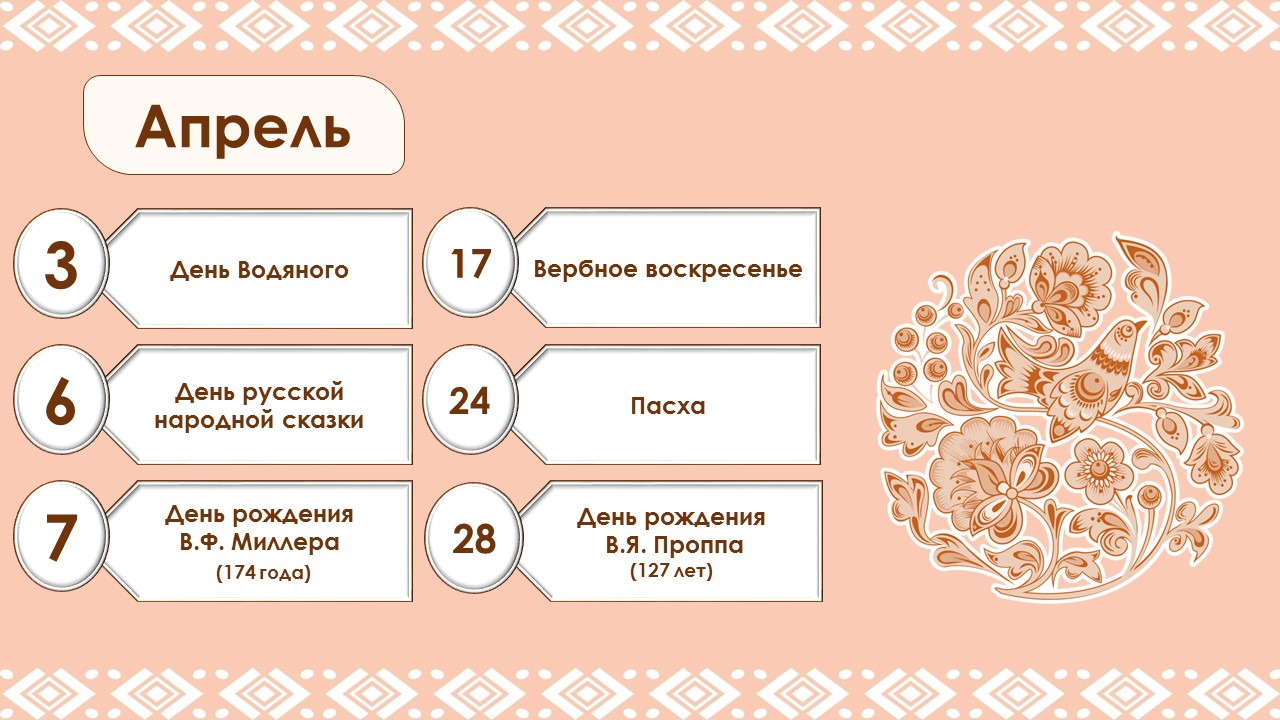 Апрель
3
День Водяного
6
День русской
народной сказки
7
День рождения
В.Ф. Миллера
(174 года)
17
Вербное воскресенье
24
Пасха
28
День рождения
В.Я. Проппа
(127 лет)